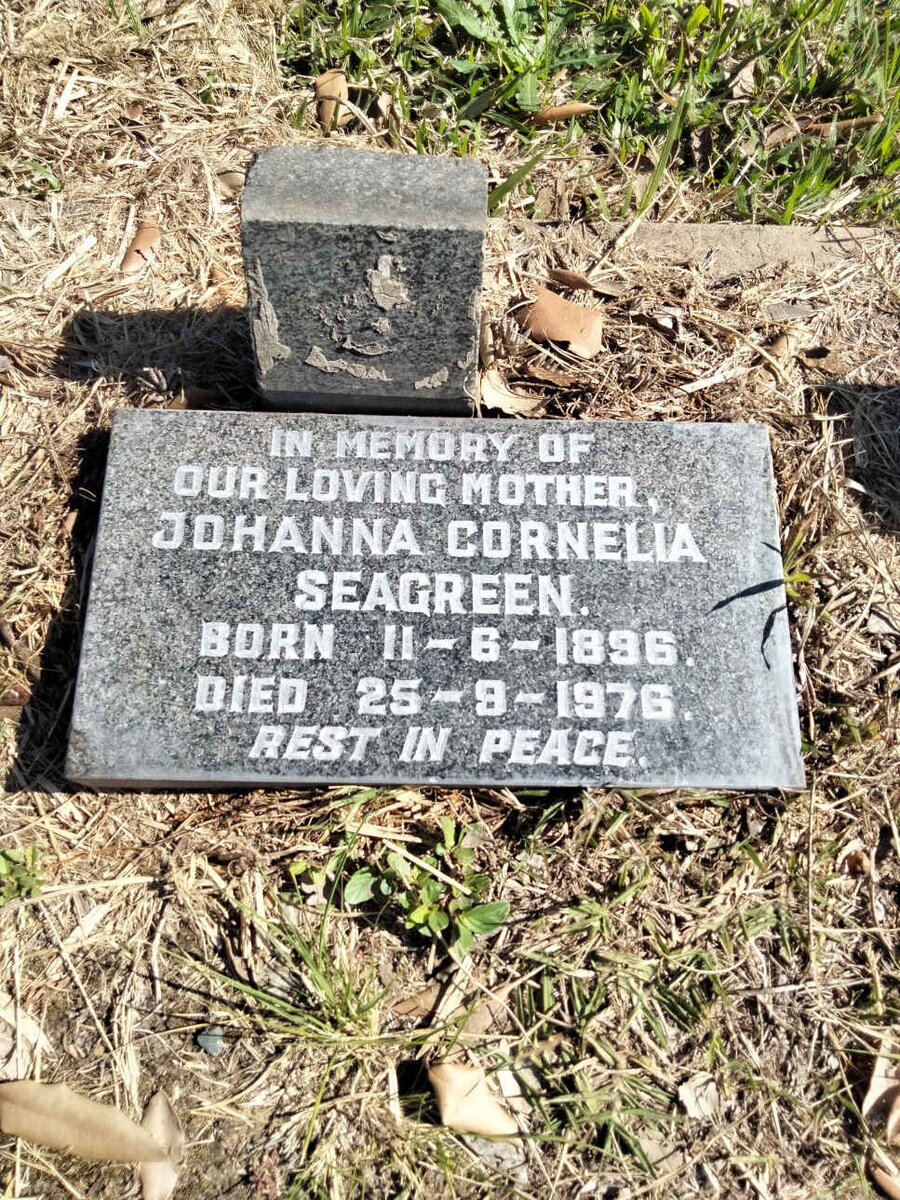 IN MEMORY OF
OUR LOVING MOTHER,
JOHANNA CORNELIA
SEAGREEN.
BORN 11-6-1896.
DIED 25-9-1976.
REST IN PEACE.